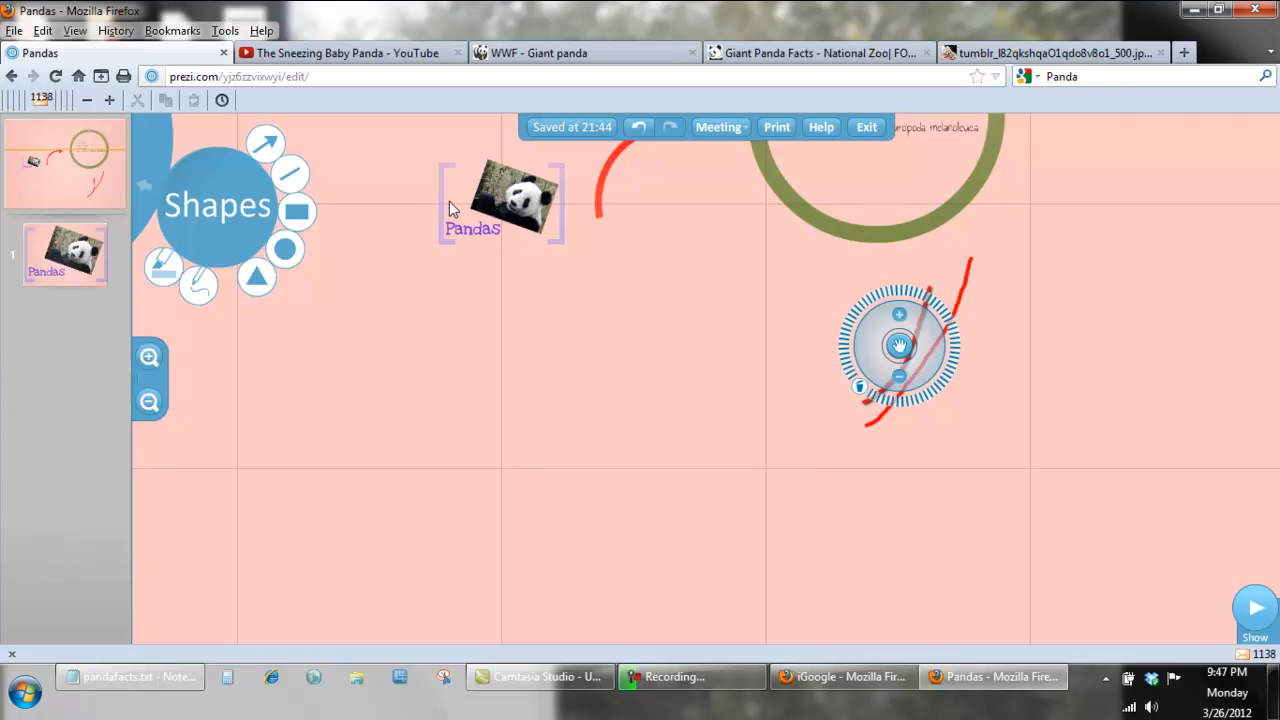 Pandas - Mozilla Firefox
File Edit View History Bookmarks Tools Help
Pandas
The Sneezing Baby Panda - YouTube
WWF - Giant panda
Giant Panda Facts - National Zoo| FO...
tumblr_l82qkshqaO1qdo8v8o1_500.jp...
prezi.com/yjz6zzvixwyi/edit/
Panda
1138
Saved at 21:44
Meeting
Print
Help
Exit
Shapes
Pandas
1
Pandas
Show
1138
pandafacts.txt - Note...
Camtasia Studio - U...
Recording...
iGoogle - Mozilla Fir...
Pandas - Mozilla Fire...
9:47 PM
Monday
3/26/2012